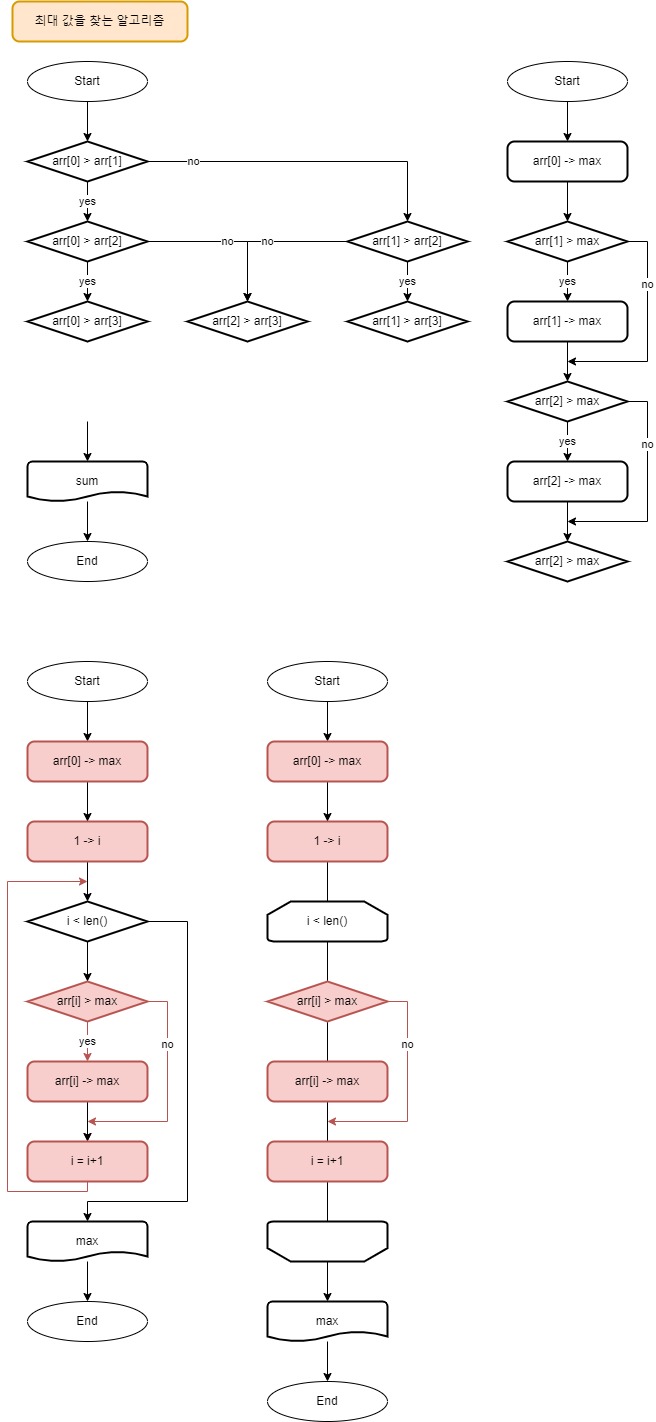 최대 값을 찾는 알고리즘
Start
arr[0] > arr[1]
no
yes
arr[0] > arr[2]
no
no
arr[1] > arr[2]
yes
yes
arr[0] > arr[3]
arr[2] > arr[3]
arr[1] > arr[3]
sum
End
Start
arr[0] -> max
arr[1] > max
yes
no
arr[1] -> max
arr[2] > max
yes
no
arr[2] -> max
arr[2] > max
Start
arr[0] -> max
1 -> i
i < len()
arr[i] > max
yes
no
arr[i] -> max
i = i+1
max
End
Start
arr[0] -> max
1 -> i
i < len()
arr[i] > max
no
arr[i] -> max
i = i+1
max
End